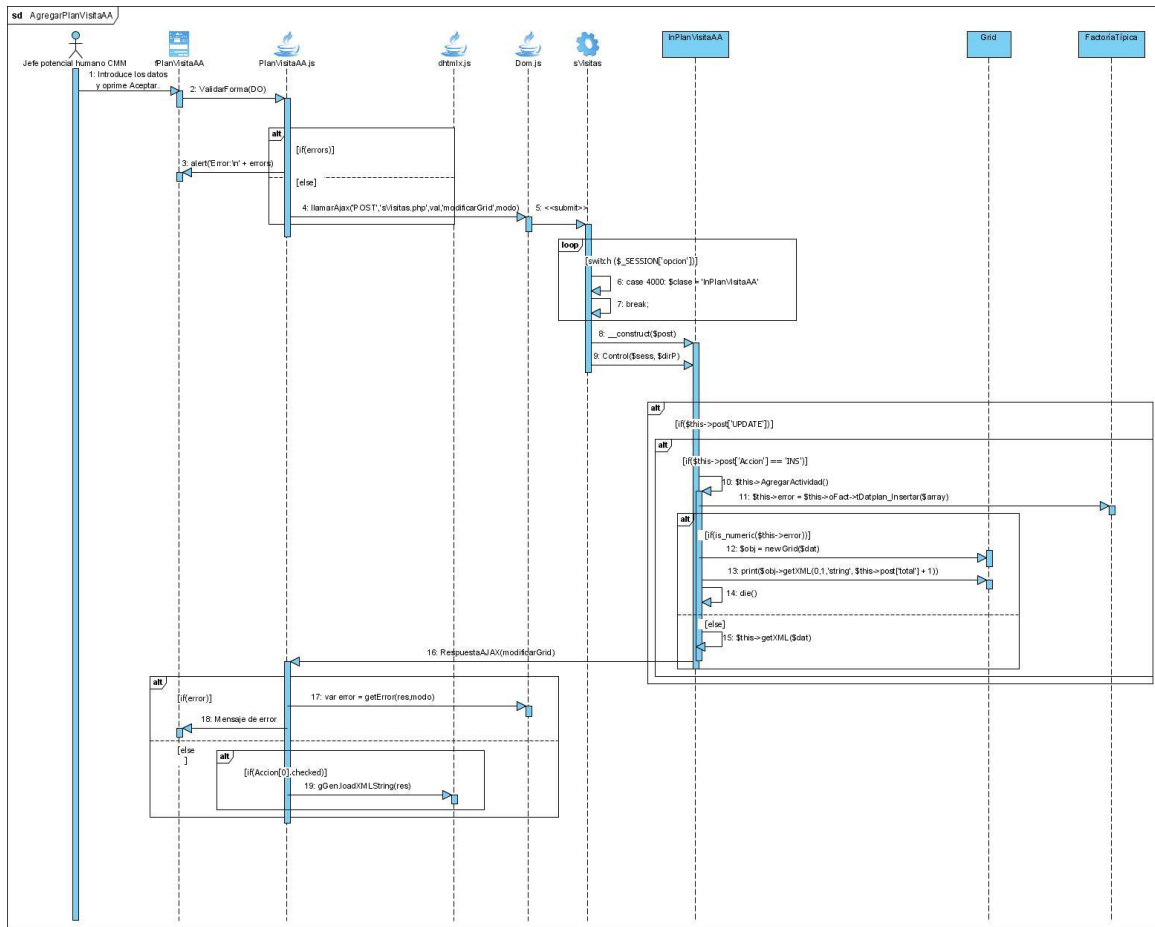 sd AgregarPlanVisitaAA
Jefe potencial humano CMM
fPlanVisitaAA
PlanVisitaAA.js
dhtmlx.js
Dom.js
sVisitas
InPlanVisitaAA
Grid
FactoríaTípica
1: Introduce los datos
y oprime Aceptar.
2: ValidarForma(DO)
alt
[if(errors)]
3: alert('Error:\n' + errors)
[else]
4: llamarAjax('POST','sVisitas.php',val,'modificarGrid',modo)
5: <<submit>>
loop
[switch ($_SESSION['opcion'])]
6: case 4000: $clase = 'InPlanVisitaAA'
7: break;
8: __construct($post)
9: Control($sess, $dirP)
alt
[if($this->post['UPDATE'])]
alt
[if($this->post['Accion'] == 'INS')]
10: $this->AgregarActividad()
11: $this->error = $this->oFact->tDatplan_Insertar($array)
alt
[if(is_numeric($this->error))]
12: $obj = newGrid($dat)
13: print($obj->getXML(0,1,'string', $this->post['total'] + 1))
14: die()
[else]
15: $this->getXML($dat)
16: RespuestaAJAX(modificarGrid)
alt
[if(error)]
17: var error = getError(res,modo)
18: Mensaje de error
[else
]
alt
[if(Accion[0].checked)]
19: gGen.loadXMLString(res)